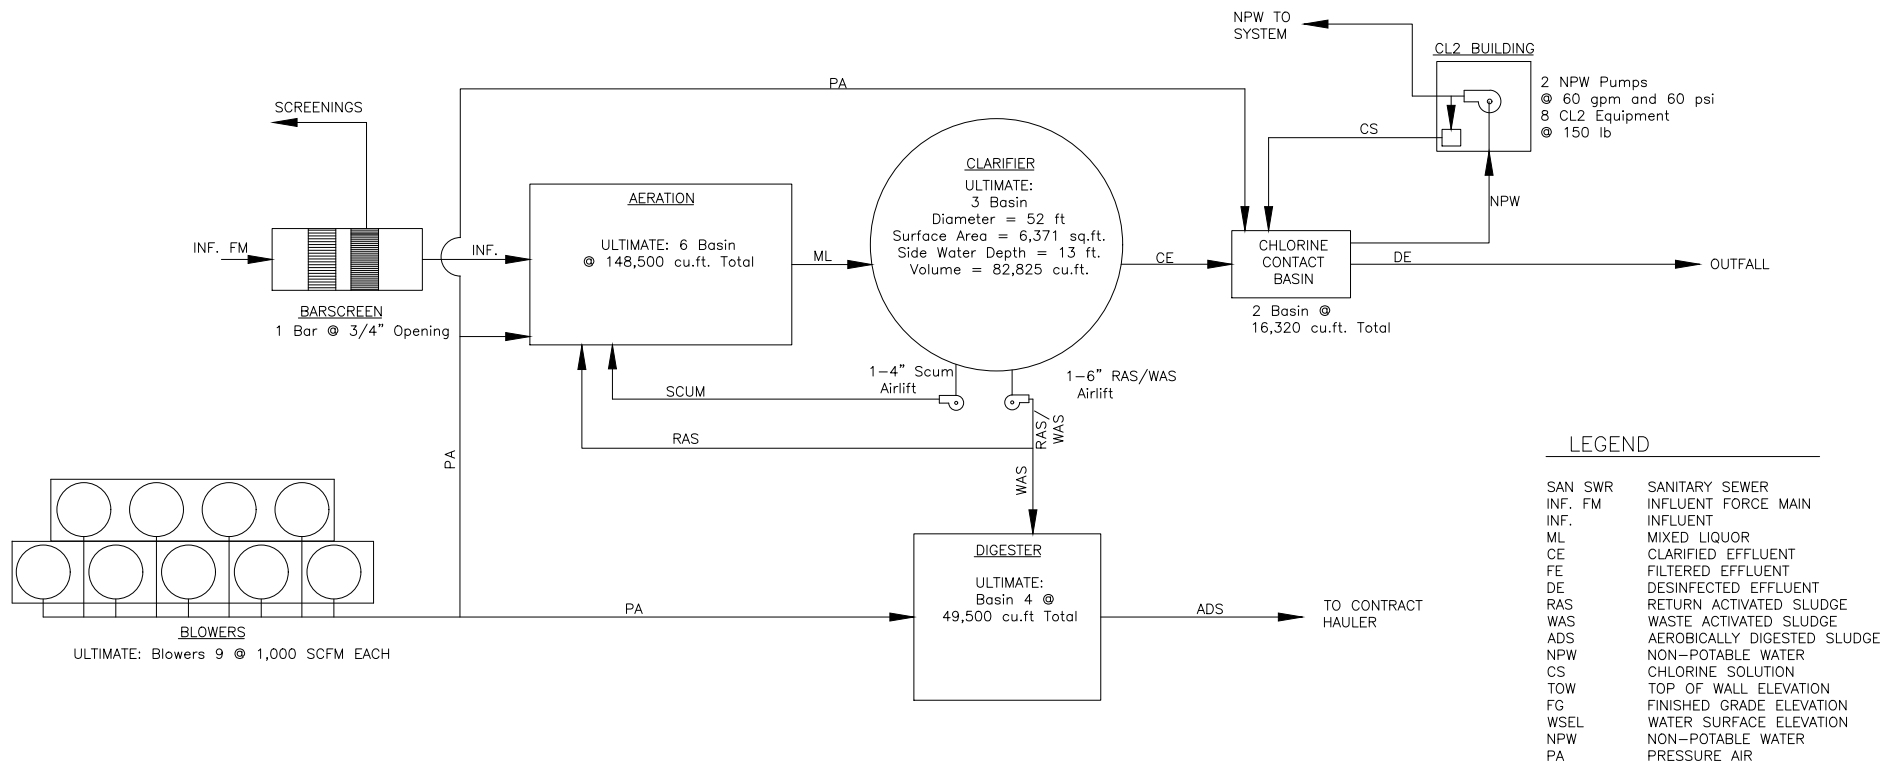 NPW TO
SYSTEM
CL2 BUILDING
2 NPW Pumps
@ 60 gpm and 60 psi
8 CL2 Equipment
@ 150 lb
PA
SCREENINGS
CS
CLARIFIER
ULTIMATE:
3 Basin
Diameter = 52 ft
Surface Area = 6,371 sq.ft.
Side Water Depth = 13 ft.
Volume = 82,825 cu.ft.
AERATION
ULTIMATE: 6 Basin
@ 148,500 cu.ft. Total
NPW
INF. FM
INF.
ML
CE
CHLORINE
CONTACT
BASIN
DE
OUTFALL
BARSCREEN
1 Bar @ 3/4" Opening
2 Basin @
16,320 cu.ft. Total
1-4" Scum
Airlift
1-6" RAS/WAS
Airlift
SCUM
RAS/
WAS
RAS
PA
WAS
LEGEND
SAN SWR SANITARY SEWER
INF. FM INFLUENT FORCE MAIN
INF. INFLUENT
ML MIXED LIQUOR
CE CLARIFIED EFFLUENT
FE FILTERED EFFLUENT
DE DESINFECTED EFFLUENT
RAS RETURN ACTIVATED SLUDGE
WAS WASTE ACTIVATED SLUDGE
ADS AEROBICALLY DIGESTED SLUDGE
NPW NON-POTABLE WATER
CS CHLORINE SOLUTION
TOW TOP OF WALL ELEVATION
FG FINISHED GRADE ELEVATION
WSEL WATER SURFACE ELEVATION
NPW NON-POTABLE WATER
PA PRESSURE AIR
DIGESTER
ULTIMATE:
Basin 4 @
49,500 cu.ft Total
PA
ADS
TO CONTRACT
HAULER
BLOWERS
ULTIMATE: Blowers 9 @ 1,000 SCFM EACH